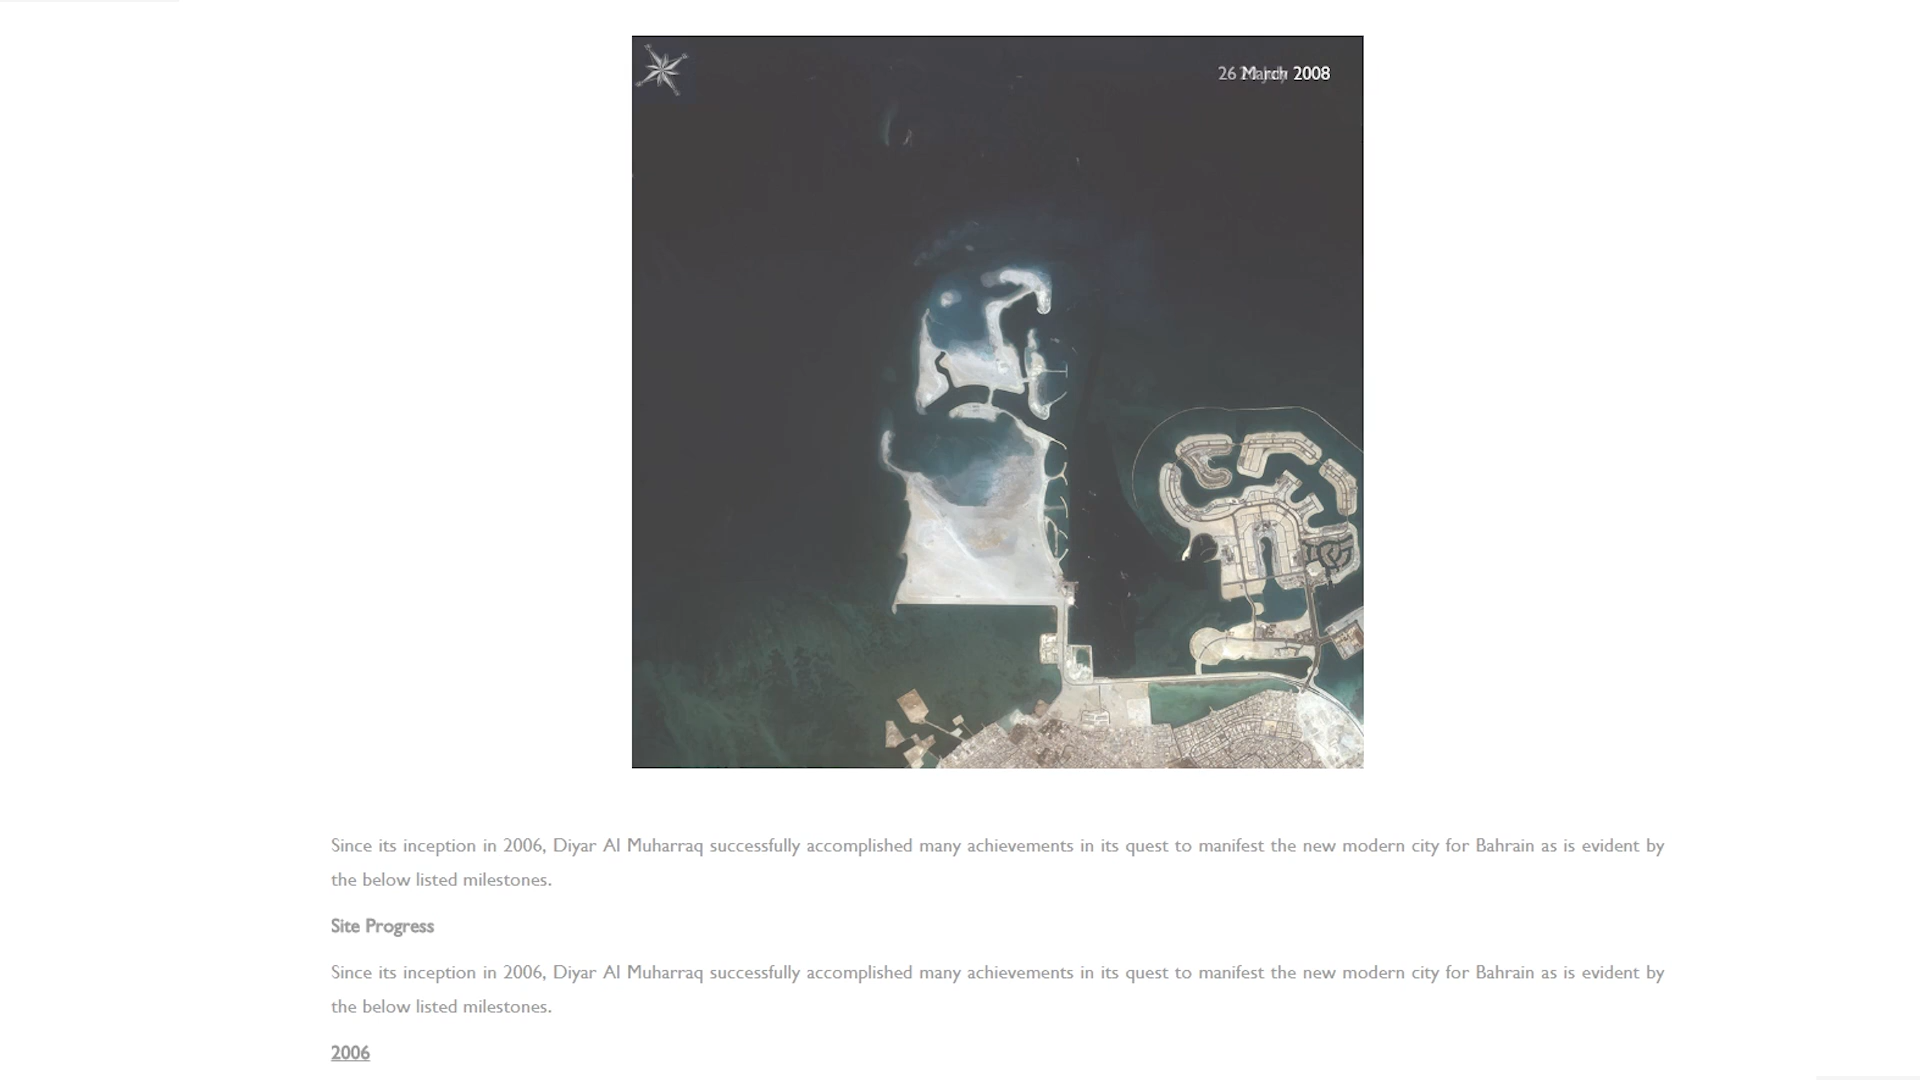 26 March 2008
Since its inception in 2006, Diyar Al Muharraq successfully accomplished many achievements in its quest to manifest the new modern city for Bahrain as is evident by
the below listed milestones.
Site Progress
Since its inception in 2006, Diyar Al Muharraq successfully accomplished many achievements in its quest to manifest the new modern city for Bahrain as is evident by
the below listed milestones.
2006